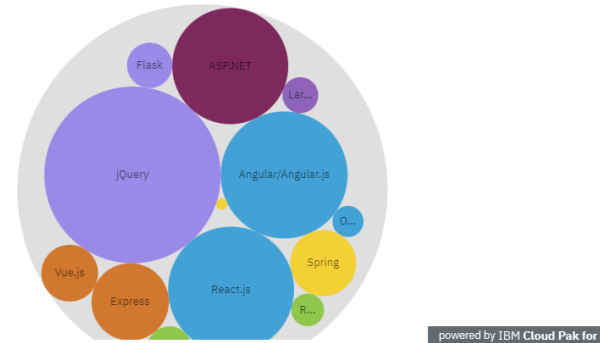 Flask
ASP.NET
Lar...
jQuery
Angular/Angular.js
O...
Vue.js
Spring
Express
React.js
R...
powered by IBM Cloud Pak for